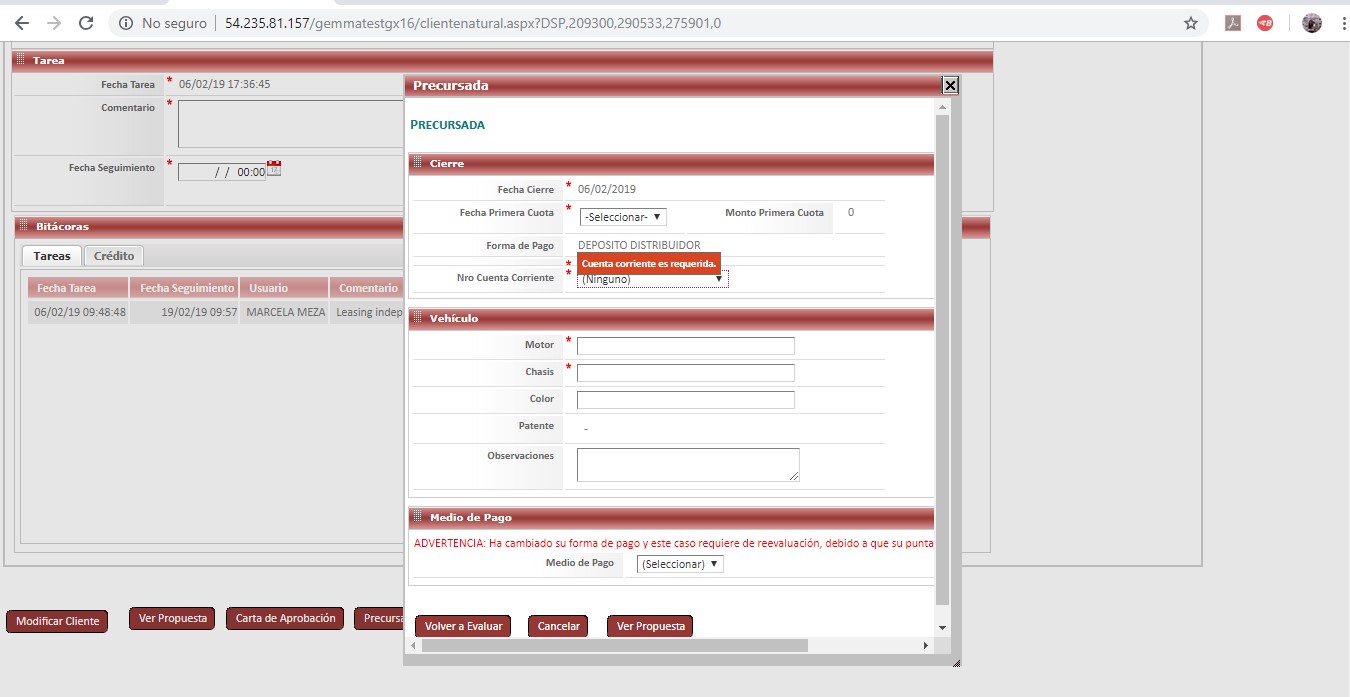 No seguro | 54.235.81.157/gemmatestgx16/clientenatural.aspx?DSP,209300,290533,275901,0
Tarea
Fecha Tarea * 06/02/19 17:36:45
Comentario *
Fecha Seguimiento * / / 00:00
Bitácoras
Tareas Crédito
Fecha Tarea Fecha Seguimiento Usuario Comentario
06/02/19 09:48:48 19/02/19 09:57 MARCELA MEZA Leasing indep
Modificar Cliente Ver Propuesta Carta de Aprobación Precursa
Precursada
PRECURSADA
Cierre
Fecha Cierre * 06/02/2019
Fecha Primera Cuota * -Seleccionar- Monto Primera Cuota 0
Forma de Pago DEPOSITO DISTRIBUIDOR
* Cuenta corriente es requerida.
Nro Cuenta Corriente * (Ninguno)
Vehículo
Motor *
Chasis *
Color
Patente -
Observaciones
Medio de Pago
ADVERTENCIA: Ha cambiado su forma de pago y este caso requiere de reevaluación, debido a que su punta
Medio de Pago (Seleccionar)
Volver a Evaluar Cancelar Ver Propuesta